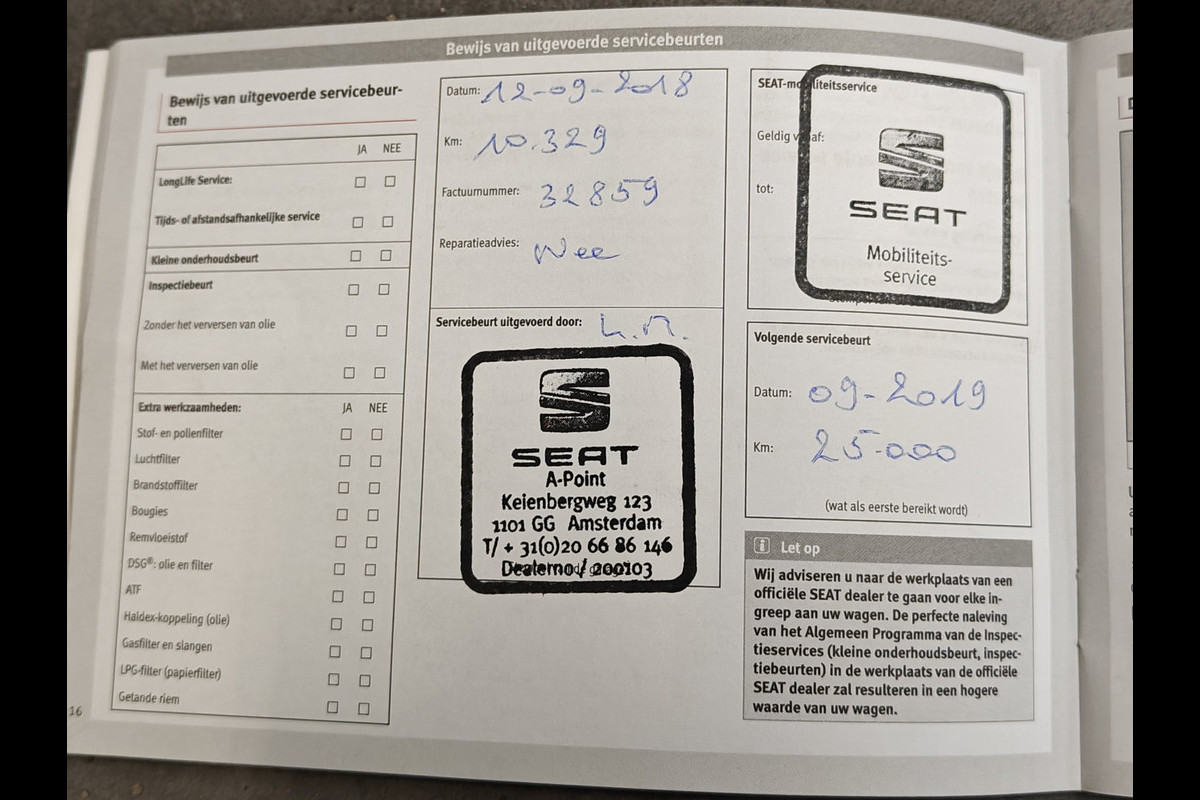 Bewijs van uitgevoerde servicebeurten
Bewijs van uitgevoerde servicebeur-
ten
JA NEE
LongLife Service:
Tijds- of afstandsafhankelijke service
Kleine onderhoudsbeurt
Inspectiebeurt
Zonder het verversen van olie
Met het verversen van olie
Extra werkzaamheden: JA NEE
Stof- en pollenfilter
Luchtfilter
Brandstoffilter
Bougies
Remvloeistof
DSG®: olie en filter
ATF
Haldex-koppeling (olie)
Gasfilter en slangen
LPG-filter (papierfilter)
Getande riem
16
Datum: 12-09-2018
Km: 10.329
Factuurnummer: 32859
Reparatieadvies: Nee
Servicebeurt uitgevoerd door:
SEAT
A-Point
Keienbergweg 123
1101 GG Amsterdam
T/ + 31(0)20 66 86 146
Dealerno / 200103
SEAT-mobiliteitsservice
Geldig vanaf:
tot:
SEAT
Mobiliteits-
service
Volgende servicebeurt
Datum: 09-2019
Km: 25.000
(wat als eerste bereikt wordt)
i Let op
Wij adviseren u naar de werkplaats van een
officiële SEAT dealer te gaan voor elke in-
greep aan uw wagen. De perfecte naleving
van het Algemeen Programma van de Inspec-
tieservices (kleine onderhoudsbeurt, inspec-
tiebeurten) in de werkplaats van de officiële
SEAT dealer zal resulteren in een hogere
waarde van uw wagen.